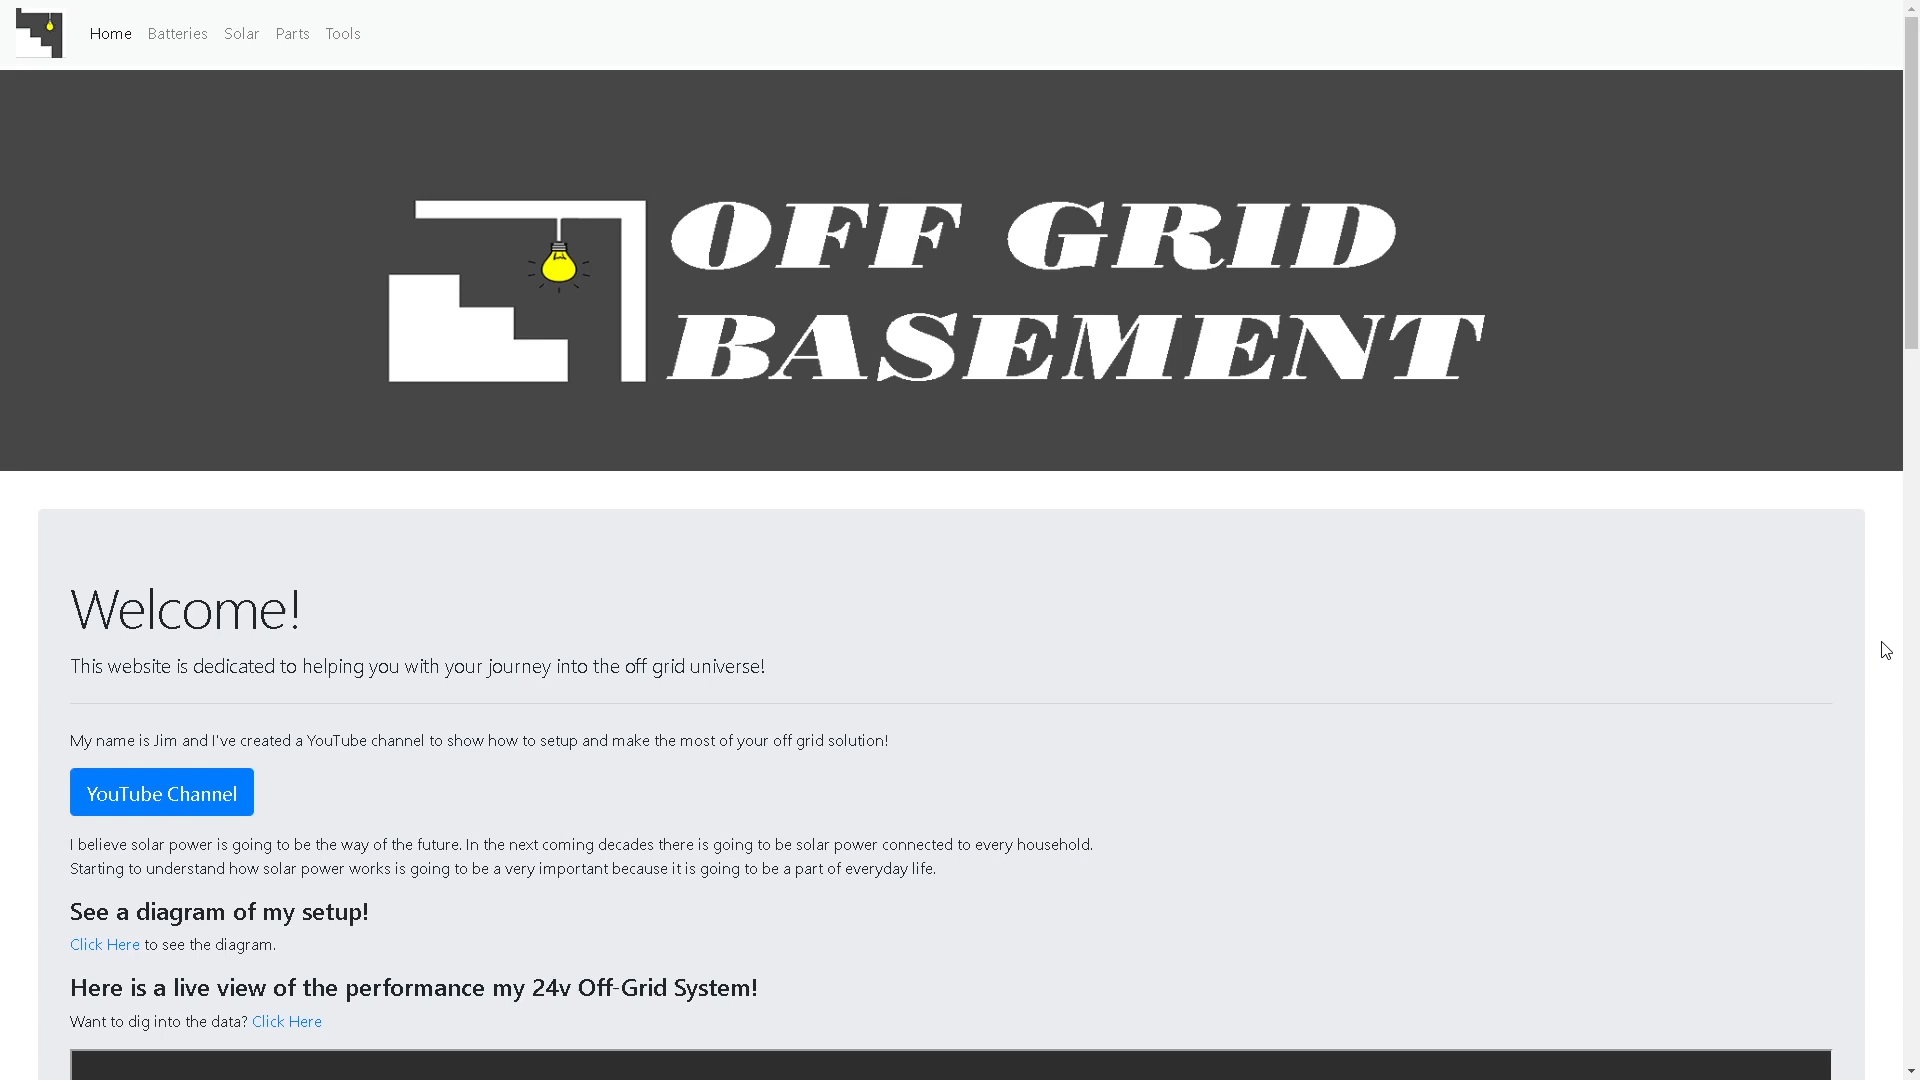 Home Batteries Solar Parts Tools
OFF GRID
BASEMENT
Welcome!
This website is dedicated to helping you with your journey into the off grid universe!
My name is Jim and I've created a YouTube channel to show how to setup and make the most of your off grid solution!
YouTube Channel
I believe solar power is going to be the way of the future. In the next coming decades there is going to be solar power connected to every household.
Starting to understand how solar power works is going to be a very important because it is going to be a part of everyday life.
See a diagram of my setup!
Click Here to see the diagram.
Here is a live view of the performance my 24v Off-Grid System!
Want to dig into the data? Click Here